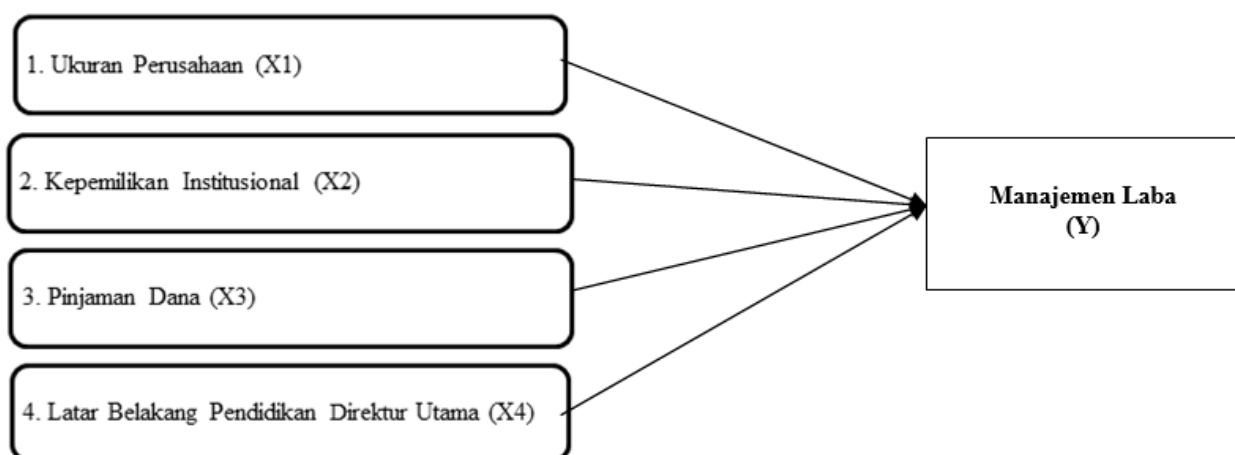 1. Ukuran Perusahaan (X1)
2. Kepemilikan Institusional (X2)
3. Pinjaman Dana (X3)
4. Latar Belakang Pendidikan Direktur Utama (X4)
Manajemen Laba
(Y)